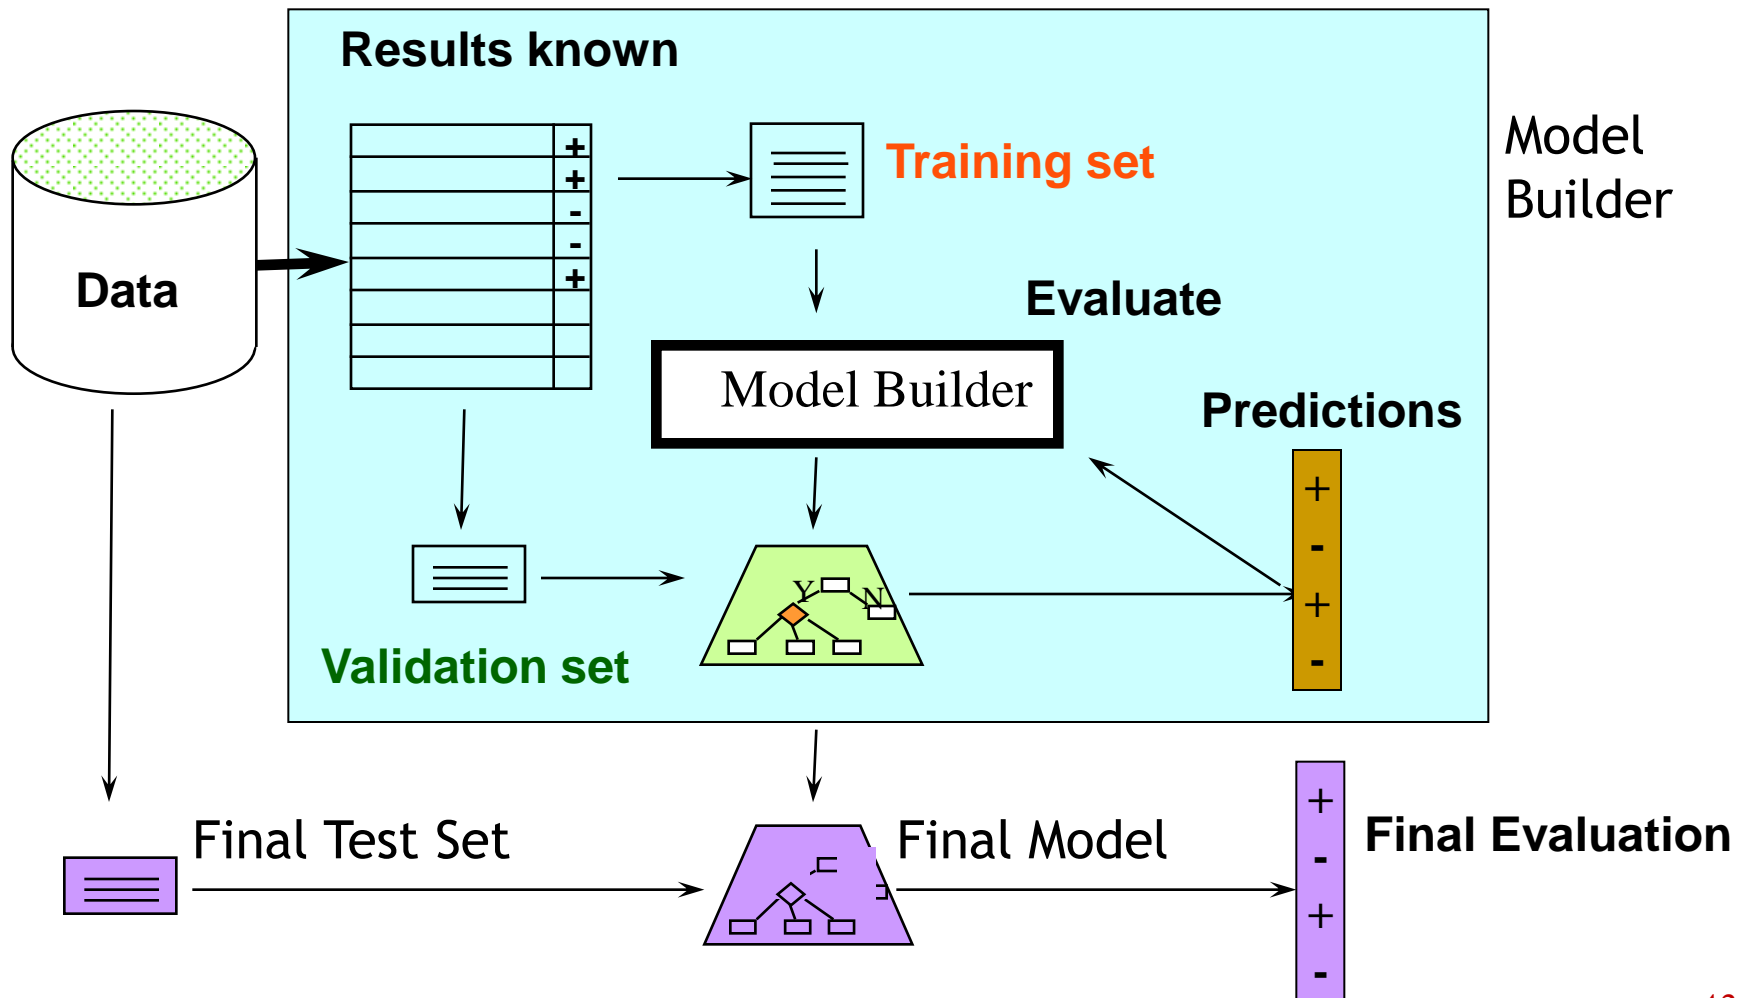 Results known
Model
Builder
Data
+
+
-
-
+
Training set
Evaluate
Model Builder
Predictions
+
-
+
-
Y
N
Validation set
Final Test Set
Final Model
+
-
+
-
Final Evaluation